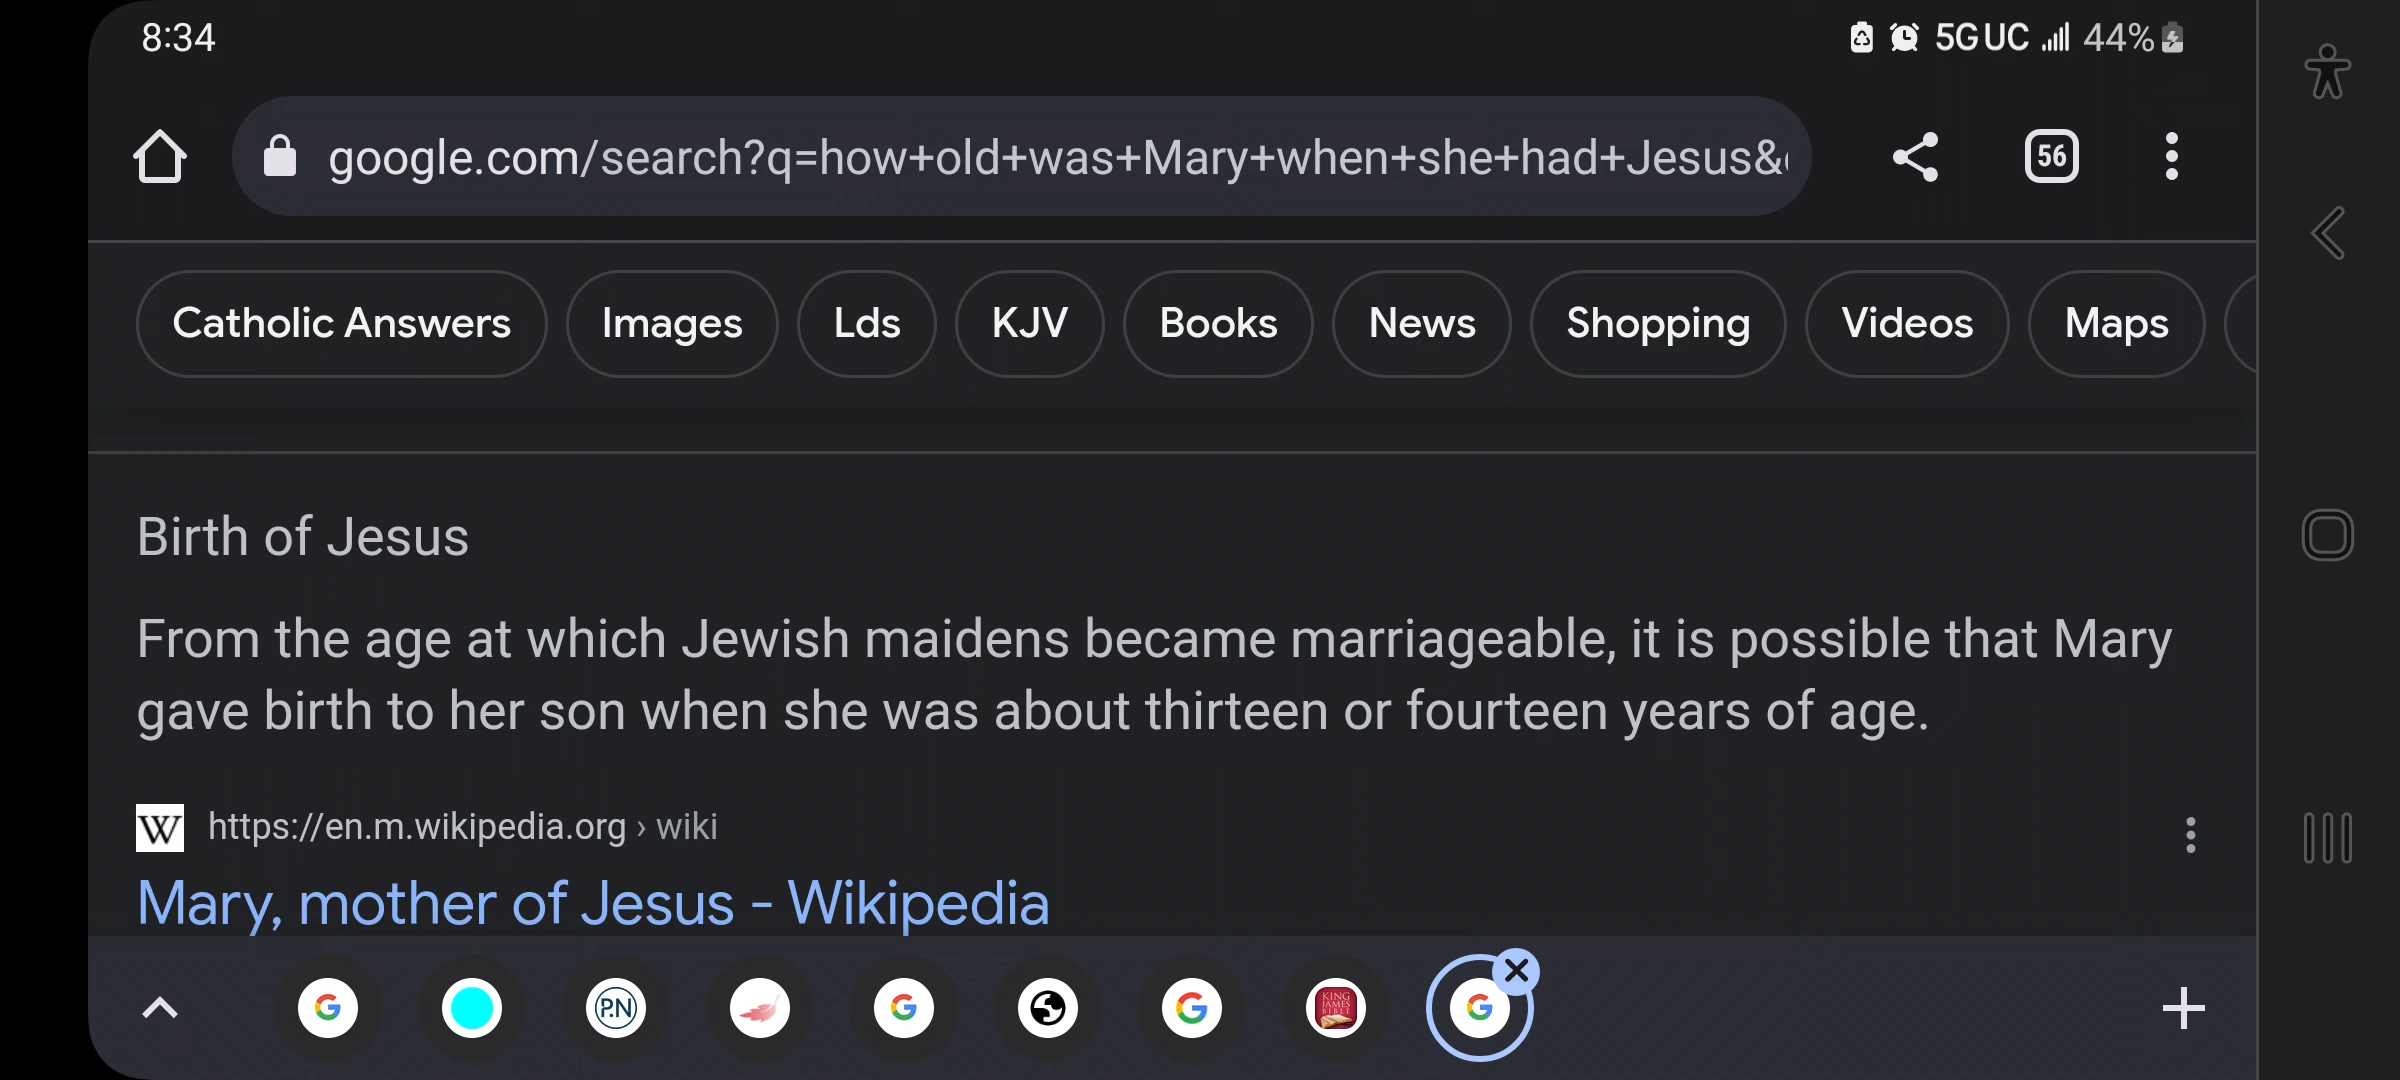 8:34
5G UC 44%
google.com/search?q=how+old+was+Mary+when+she+had+Jesus&
56
Catholic Answers Images Lds KJV Books News Shopping Videos Maps
Birth of Jesus
From the age at which Jewish maidens became marriageable, it is possible that Mary
gave birth to her son when she was about thirteen or fourteen years of age.
W https://en.m.wikipedia.org › wiki
Mary, mother of Jesus - Wikipedia
G P.N G G KING JAMES BIBLE G